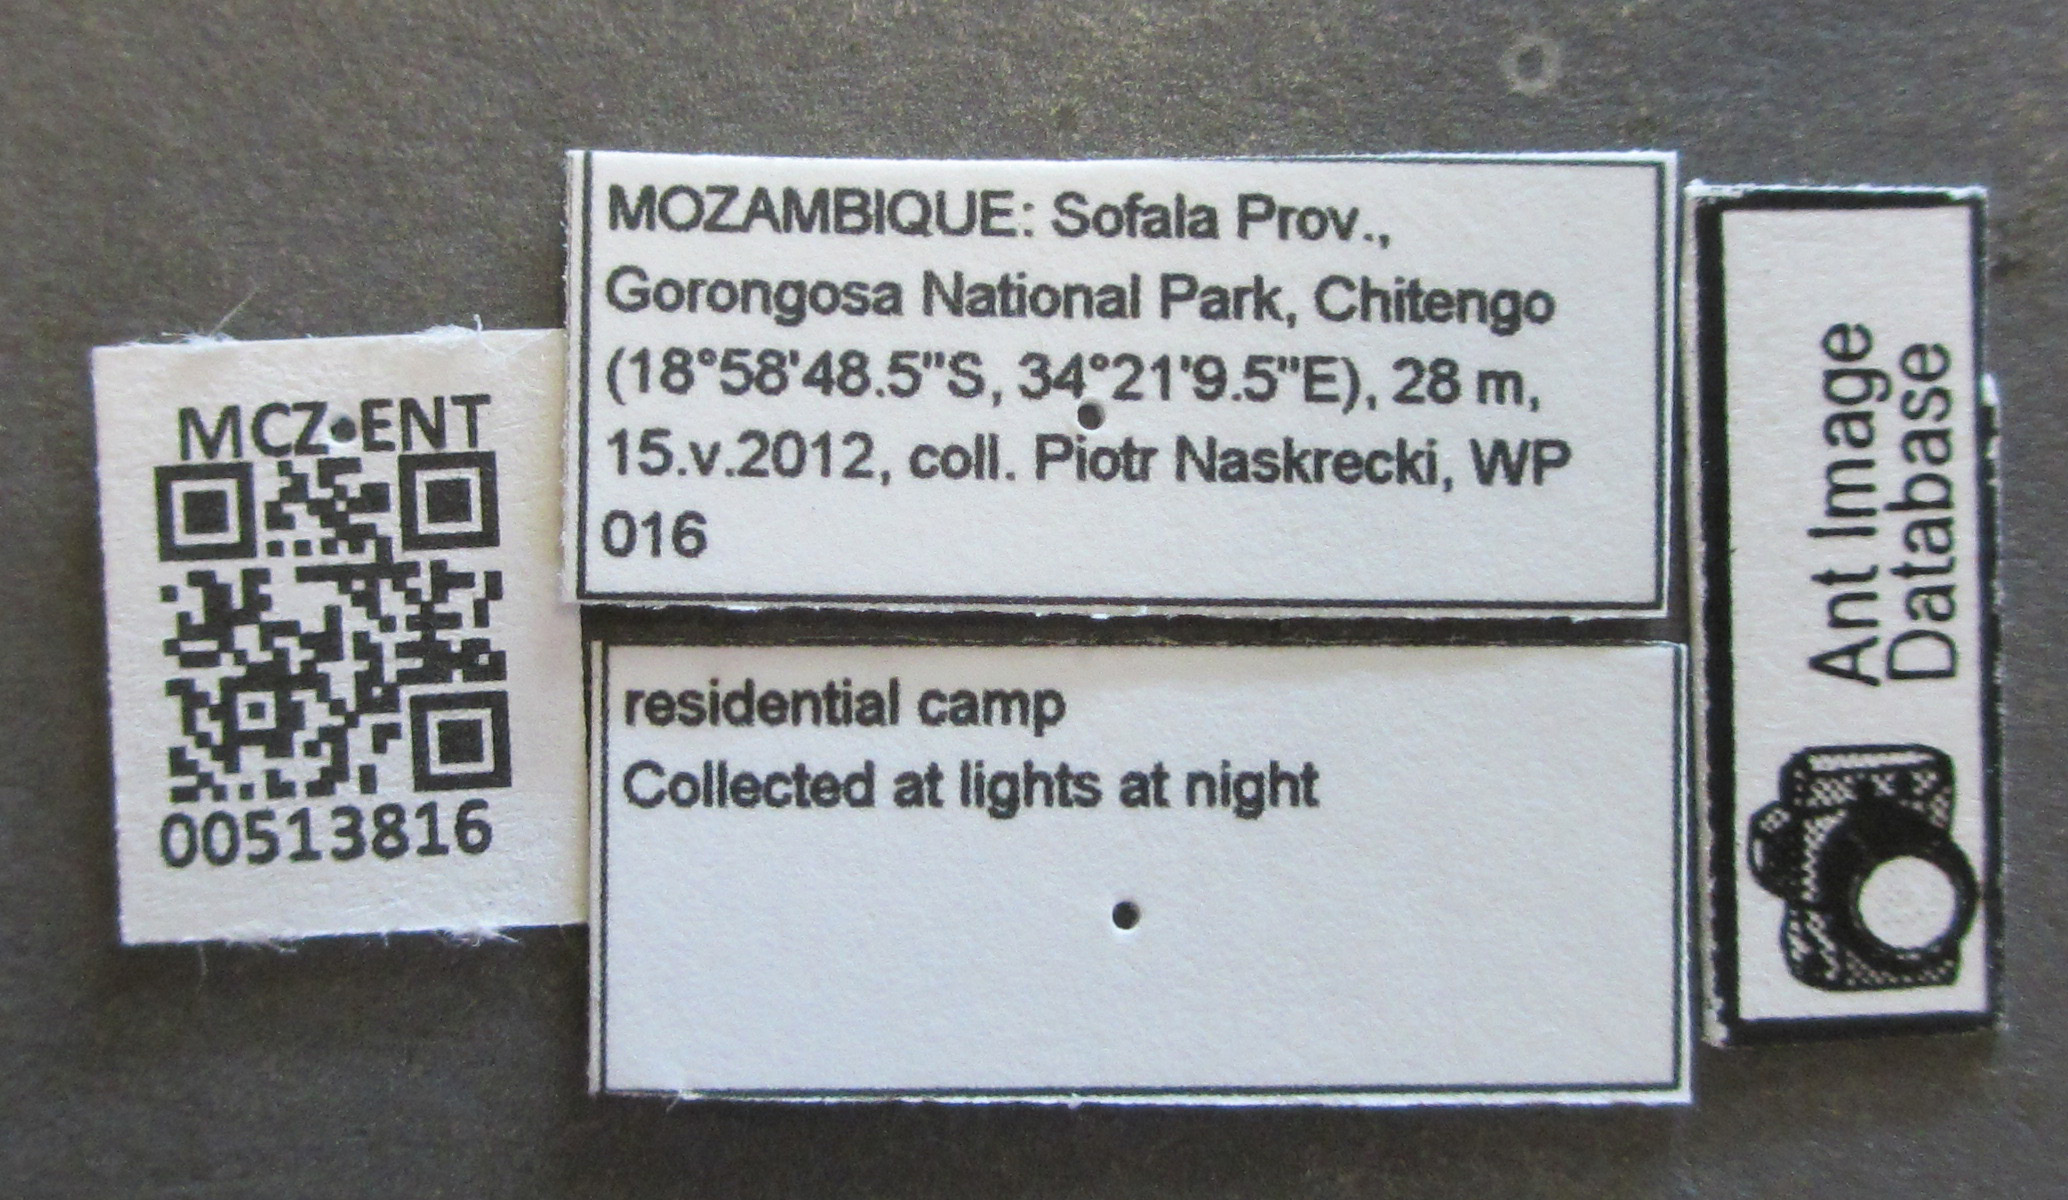 MCZ-ENT
00513816
MOZAMBIQUE: Sofala Prov.,
Gorongosa National Park, Chitengo
(18°58'48.5"S, 34°21'9.5"E), 28 m,
15.v.2012, coll. Piotr Naskrecki, WP
016
residential camp
Collected at lights at night
Ant Image
Database